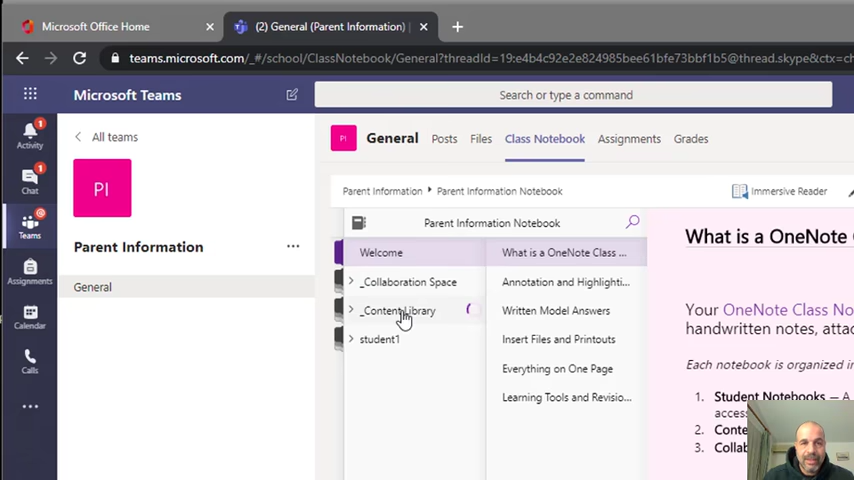 Microsoft Office Home
(2) General (Parent Information) |
teams.microsoft.com/_#/school/ClassNotebook/General?threadId=19:e4b4c92e2e824985bee61bfe73bbf1b5@thread.skype&ctx=ch
Microsoft Teams
Search or type a command
1
Activity
1
Chat
Teams
Assignments
Calendar
Calls
All teams
PI
Parent Information
General
PI
General
Posts
Files
Class Notebook
Assignments
Grades
Parent Information
Parent Information Notebook
Immersive Reader
Parent Information Notebook
Welcome
_Collaboration Space
_Content Library
student1
What is a OneNote Class ...
Annotation and Highlighti...
Written Model Answers
Insert Files and Printouts
Everything on One Page
Learning Tools and Revisio...
What is a OneNote
Your OneNote Class No
handwritten notes, attac
Each notebook is organized in
1. Student Notebooks — A
access
2. Conte
3. Collab